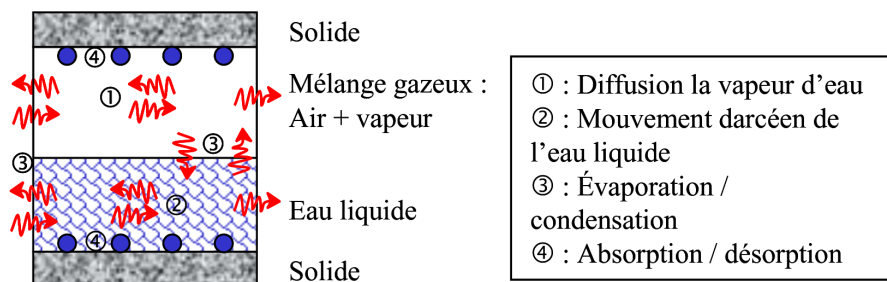 Solide
④
Mélange gazeux :
①
Air + vapeur
③
③
②
Eau liquide
④
Solide
① : Diffusion la vapeur d’eau
② : Mouvement darcéen de
l’eau liquide
③ : Évaporation /
condensation
④ : Absorption / désorption